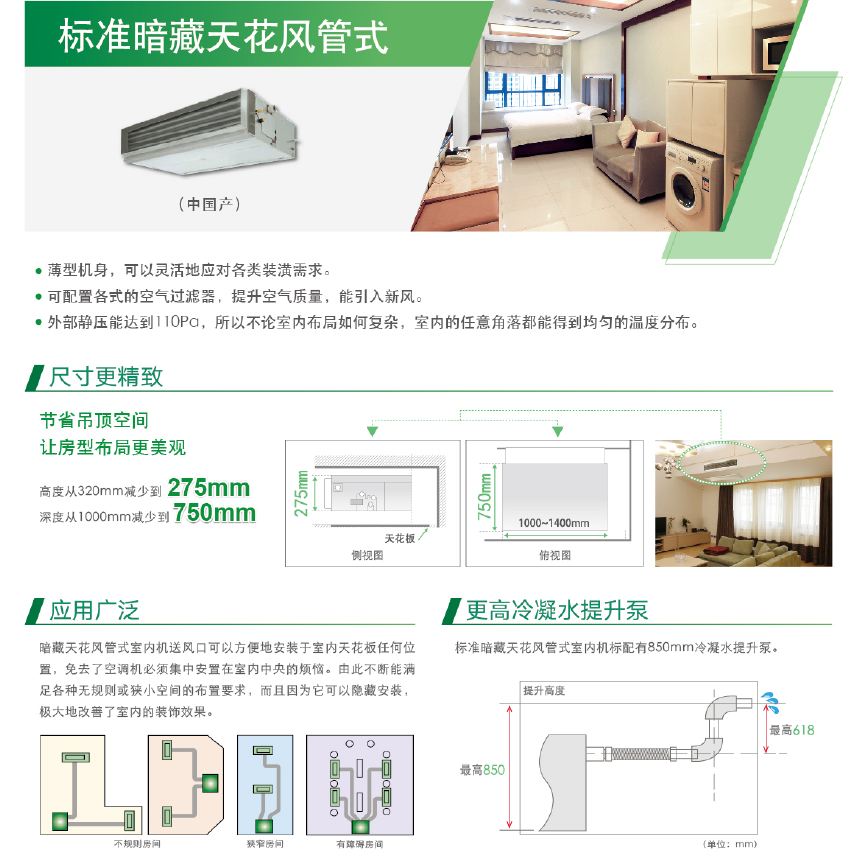 标准暗藏天花风管式
（中国产）
• 薄型机身，可以灵活地应对各类装潢需求。
• 可配置各式的空气过滤器，提升空气质量，能引入新风。
• 外部静压能达到110Pa，所以不论室内布局如何复杂，室内的任意角落都能得到均匀的温度分布。
尺寸更精致
节省吊顶空间
让房型布局更美观
高度从320mm减少到 275mm
深度从1000mm减少到 750mm
275mm
天花板
侧视图
750mm
1000~1400mm
俯视图
应用广泛
暗藏天花风管式室内机送风口可以方便地安装于室内天花板任何位
置，免去了空调机必须集中安置在室内中央的烦恼。由此不断能满
足各种无规则或狭小空间的布置要求，而且因为它可以隐藏安装，
极大地改善了室内的装饰效果。
不规则房间
狭窄房间
有障碍房间
更高冷凝水提升泵
标准暗藏天花风管式室内机标配有850mm冷凝水提升泵。
提升高度
最高618
最高850
（单位：mm）